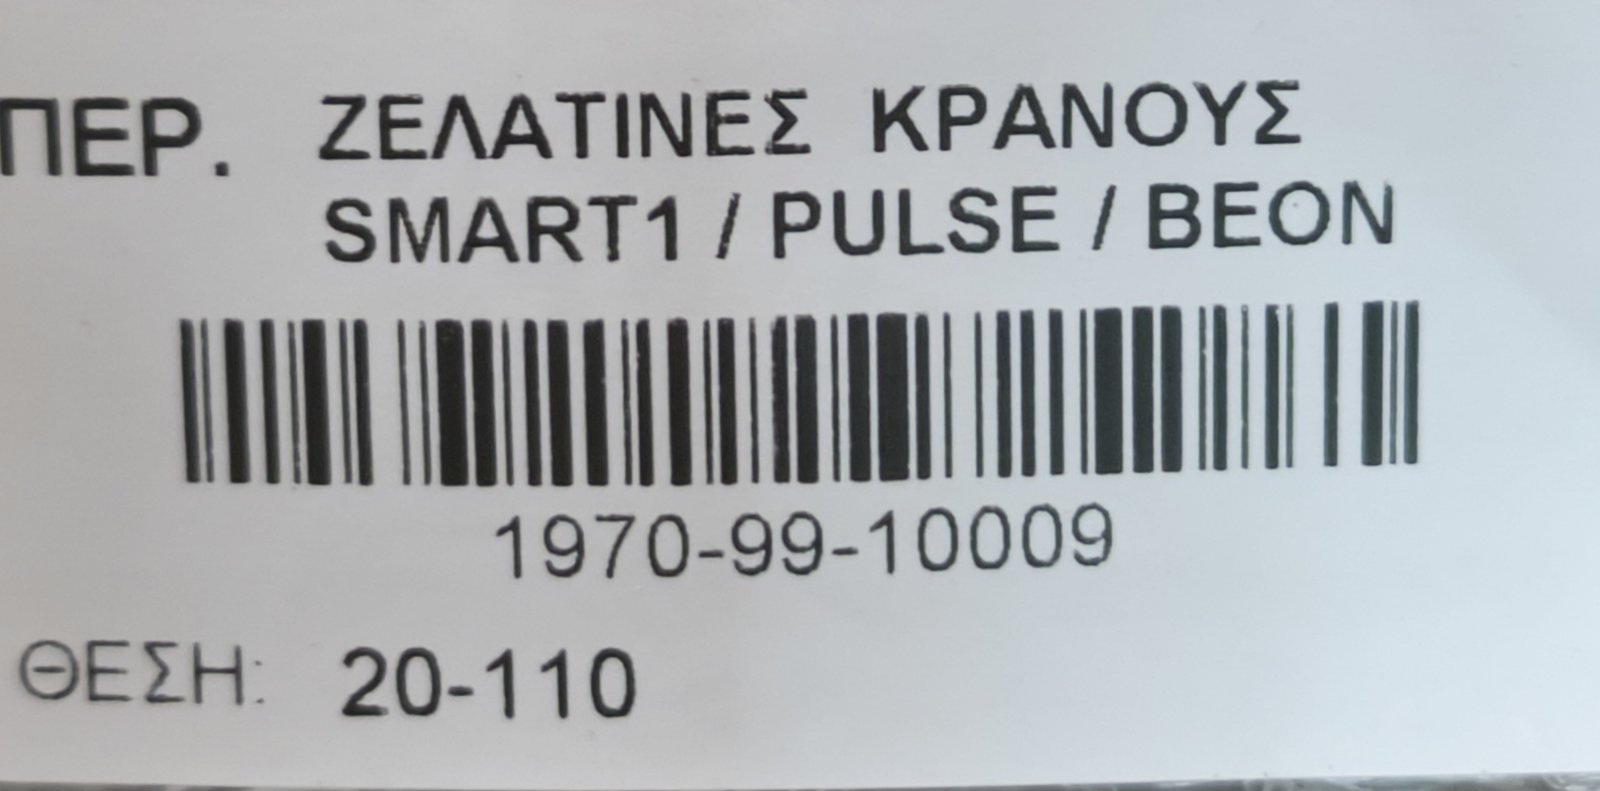 ΠΕΡ. ΖΕΛΑΤΙΝΕΣ ΚΡΑΝΟΥΣ
SMART1 / PULSE / BEON
1970-99-10009
ΘΕΣΗ: 20-110